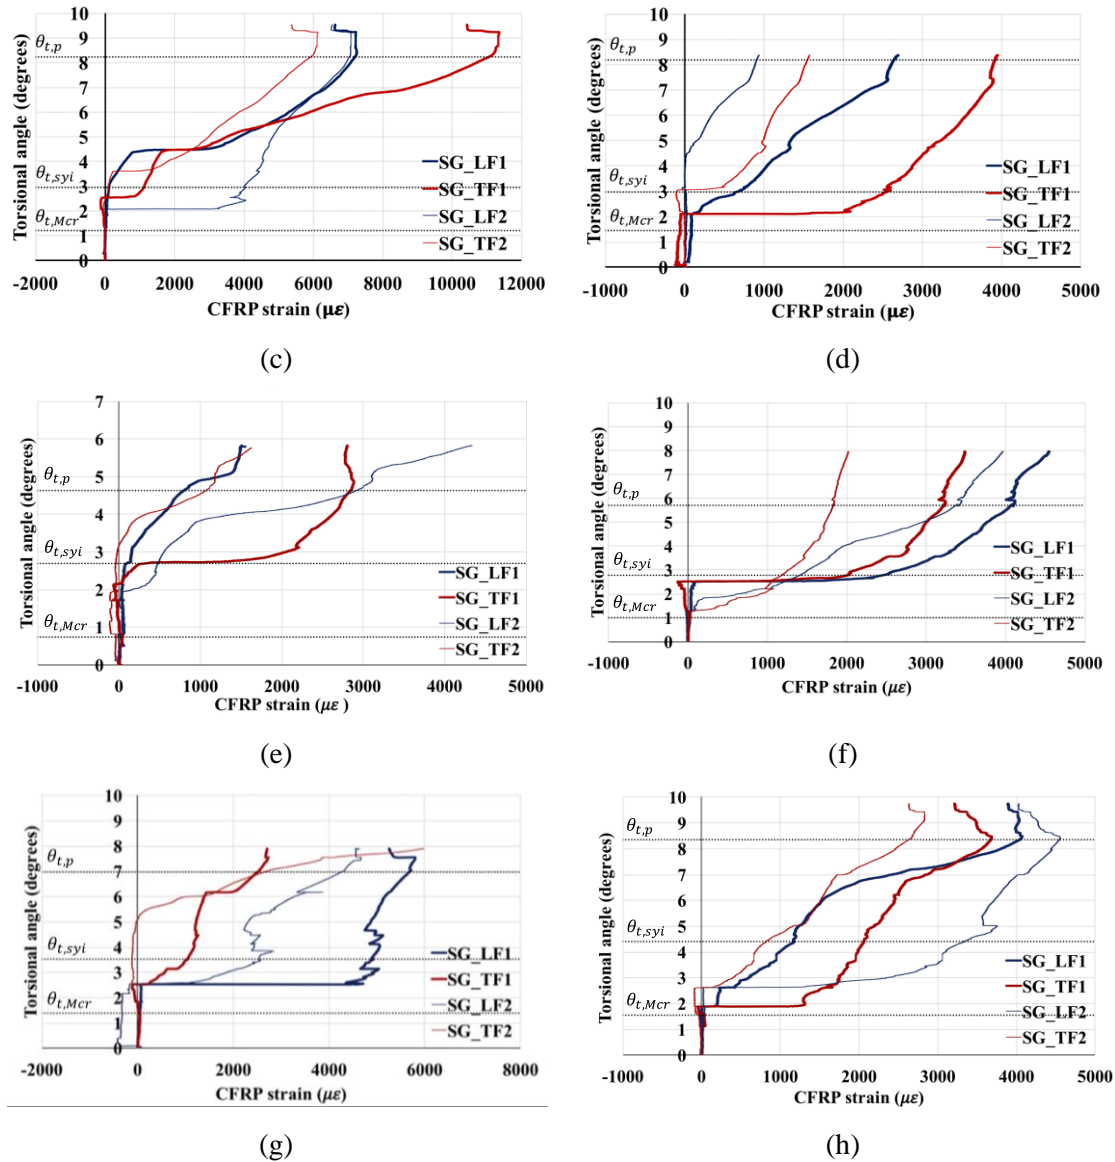 Torsional angle (degrees)
10
9
8
7
6
5
4
3
2
1
0
θt,p
θt,syi
θt,Mcr
SG_LF1
SG_TF1
SG_LF2
SG_TF2
-2000 0 2000 4000 6000 8000 10000 12000
CFRP strain (με)
(c)
Torsional angle (degrees)
10
9
8
7
6
5
4
3
2
1
0
θt,p
θt,syi
θt,Mcr
SG_LF1
SG_TF1
SG_LF2
SG_TF2
-1000 0 1000 2000 3000 4000 5000
CFRP strain (με)
(d)
Torsional angle (degrees)
7
6
5
4
3
2
1
0
θt,p
θt,syi
θt,Mcr
SG_LF1
SG_TF1
SG_LF2
SG_TF2
-1000 0 1000 2000 3000 4000 5000
CFRP strain (με )
(e)
Torsional angle (degrees)
10
9
8
7
6
5
4
3
2
1
0
θt,p
θt,syi
θt,Mcr
SG_LF1
SG_TF1
SG_LF2
SG_TF2
-1000 0 1000 2000 3000 4000 5000
CFRP strain (με)
(f)
Torsional angle (degrees)
10
9
8
7
6
5
4
3
2
1
0
θt,p
θt,syi
θt,Mcr
SG_LF1
SG_TF1
SG_LF2
SG_TF2
-2000 0 2000 4000 6000 8000
CFRP strain (με)
(g)
Torsional angle (degrees)
10
9
8
7
6
5
4
3
2
1
0
θt,p
θt,syi
θt,Mcr
SG_LF1
SG_TF1
SG_LF2
SG_TF2
-1000 0 1000 2000 3000 4000 5000
CFRP strain (με)
(h)